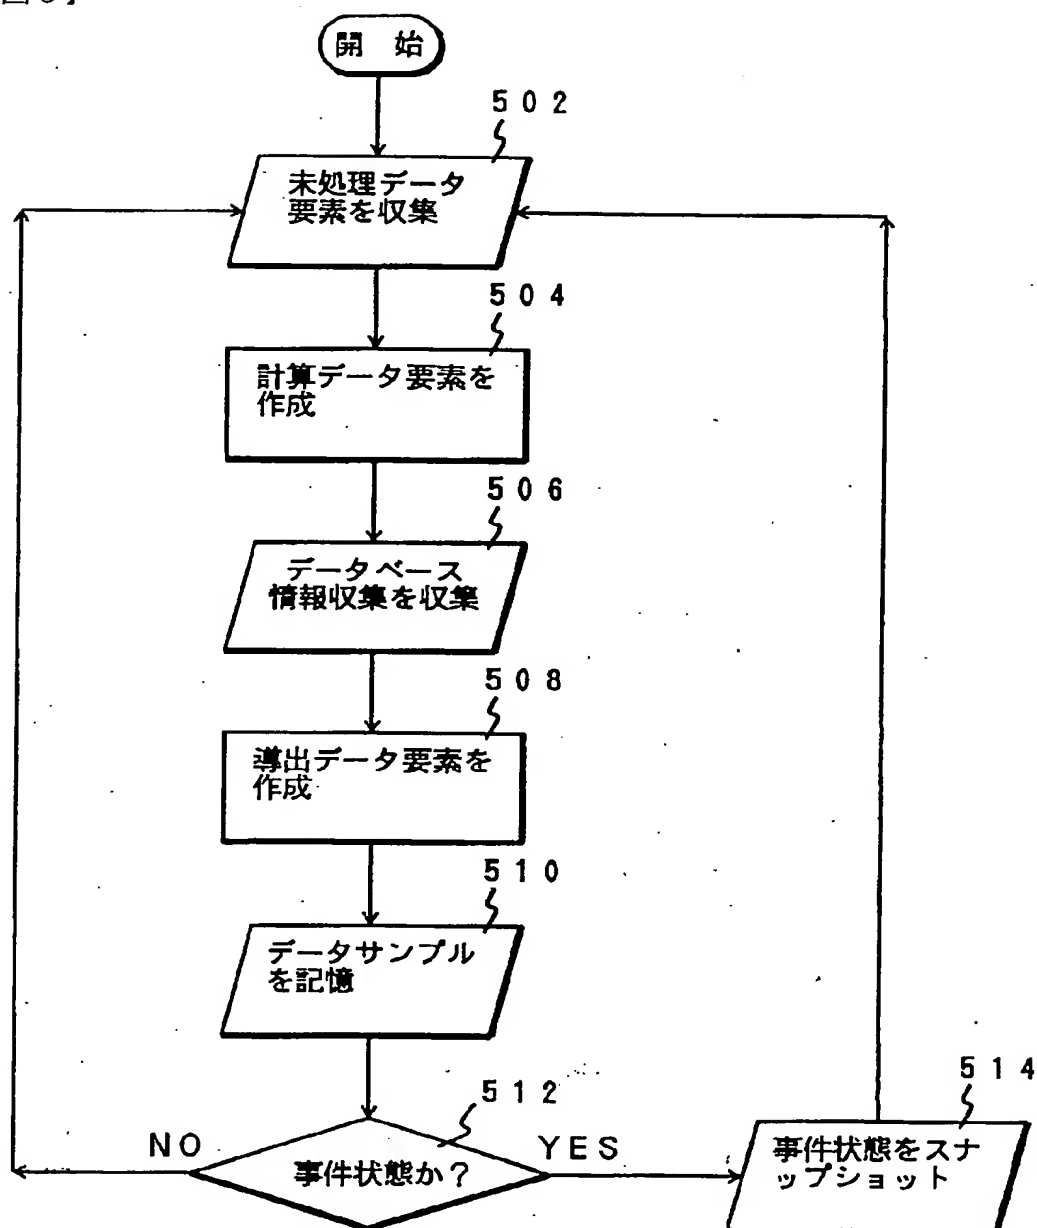 開 始
502
未処理データ
要素を収集
504
計算データ要素を
作成
506
データベース
情報収集を収集
508
導出データ要素を
作成
510
データサンプル
を記憶
512
事件状態か?
NO
YES
514
事件状態をスナ
ップショット